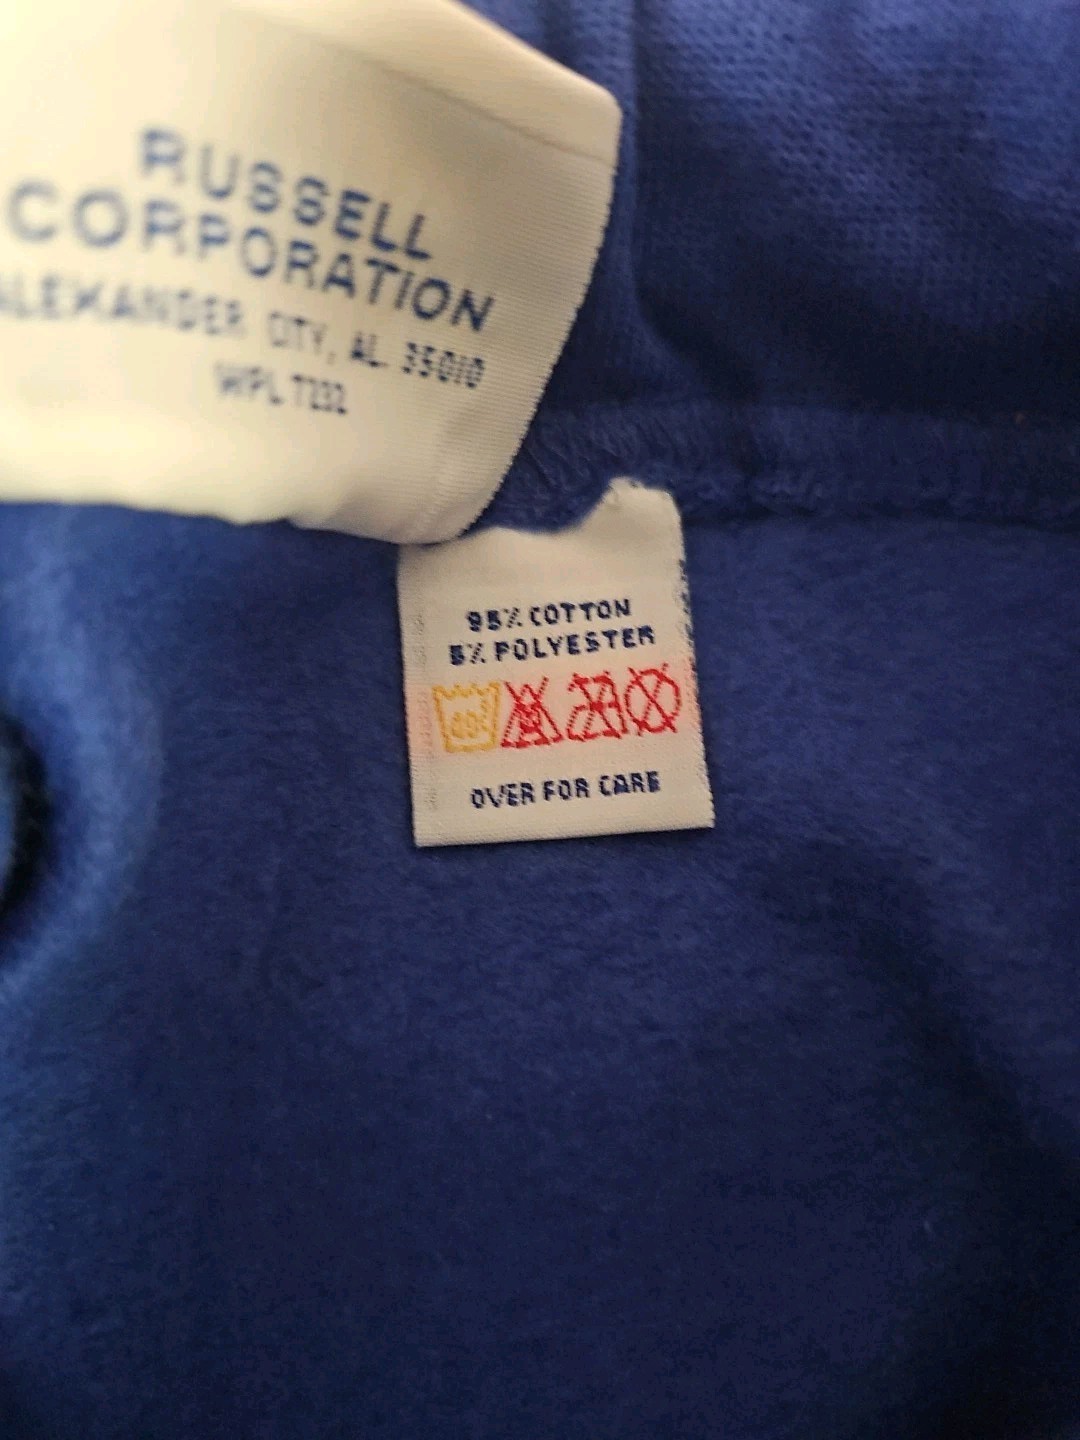 RUSSELL
CORPORATION
ALEXANDER CITY, AL. 35010
WPL 7232
95% COTTON
5% POLYESTER
40°
OVER FOR CARE